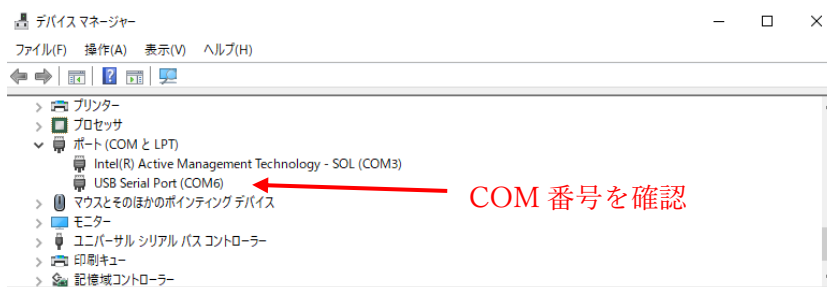 デバイス マネージャー
ファイル(F) 操作(A) 表示(V) ヘルプ(H)
プリンター
プロセッサ
ポート (COM と LPT)
Intel(R) Active Management Technology - SOL (COM3)
USB Serial Port (COM6)
COM 番号を確認
マウスとそのほかのポインティング デバイス
モニター
ユニバーサル シリアル バス コントローラー
印刷キュー
記憶域コントローラー